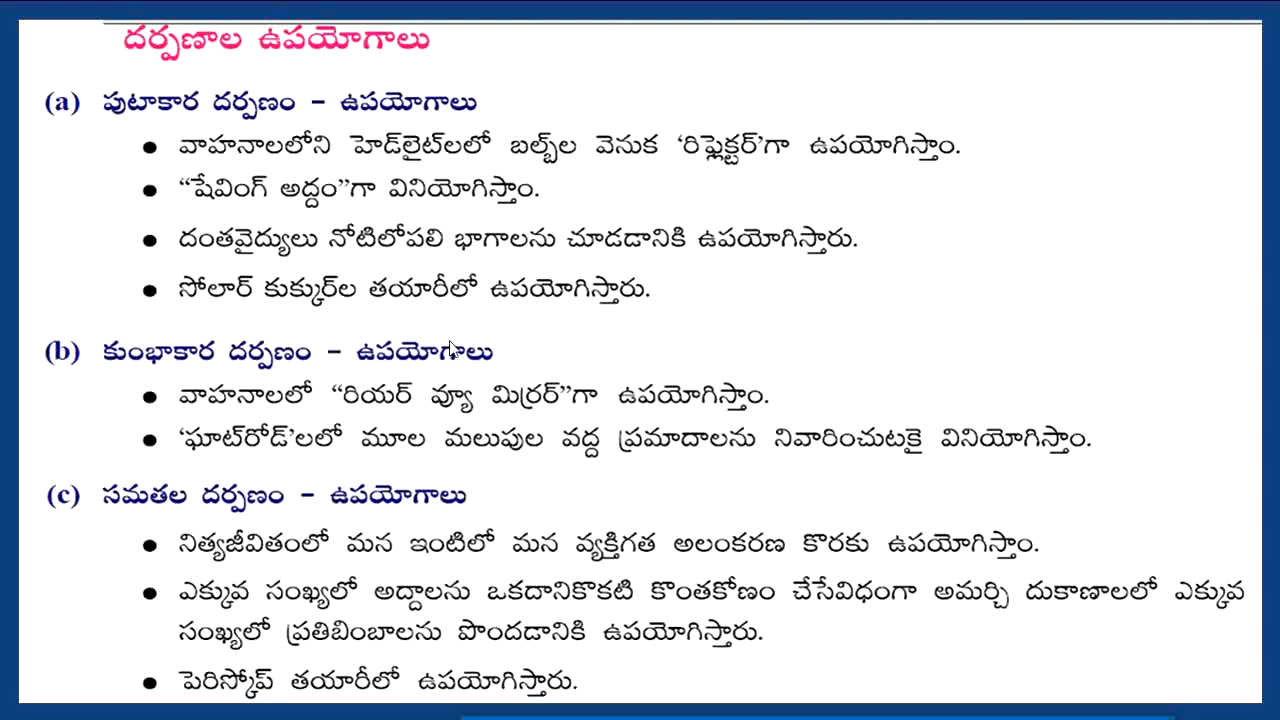 దర్పణాల ఉపయోగాలు
(a) పుటాకార దర్పణం – ఉపయోగాలు
● వాహనాలలోని హెడ్‌లైట్‌లలో బల్బ్‌ల వెనుక ‘రిఫ్లెక్టర్’గా ఉపయోగిస్తాం.
● “షేవింగ్ అద్దం”గా వినియోగిస్తాం.
● దంతవైద్యులు నోటిలోపలి భాగాలను చూడడానికి ఉపయోగిస్తారు.
● సోలార్ కుక్కుర్‌ల తయారీలో ఉపయోగిస్తారు.
(b) కుంభాకార దర్పణం – ఉపయోగాలు
● వాహనాలలో “రియర్ వ్యూ మిర్రర్”గా ఉపయోగిస్తాం.
● ‘ఘాట్‌రోడ్’లలో మూల మలుపుల వద్ద ప్రమాదాలను నివారించుటకై వినియోగిస్తాం.
(c) సమతల దర్పణం – ఉపయోగాలు
● నిత్యజీవితంలో మన ఇంటిలో మన వ్యక్తిగత అలంకరణ కొరకు ఉపయోగిస్తాం.
● ఎక్కువ సంఖ్యలో అద్దాలను ఒకదానికొకటి కొంతకోణం చేసేవిధంగా అమర్చి దుకాణాలలో ఎక్కువ
సంఖ్యలో ప్రతిబింబాలను పొందడానికి ఉపయోగిస్తారు.
● పెరిస్కోప్ తయారీలో ఉపయోగిస్తారు.